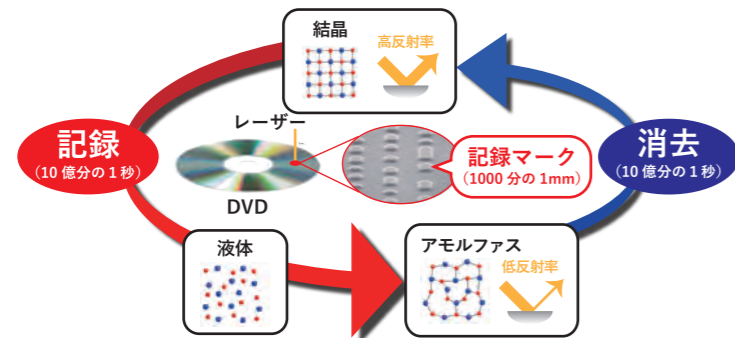 結晶
高反射率
レーザー
記録
（10 億分の 1 秒）
記録マーク
（1000 分の 1mm）
消去
（10 億分の 1 秒）
DVD
液体
アモルファス
低反射率